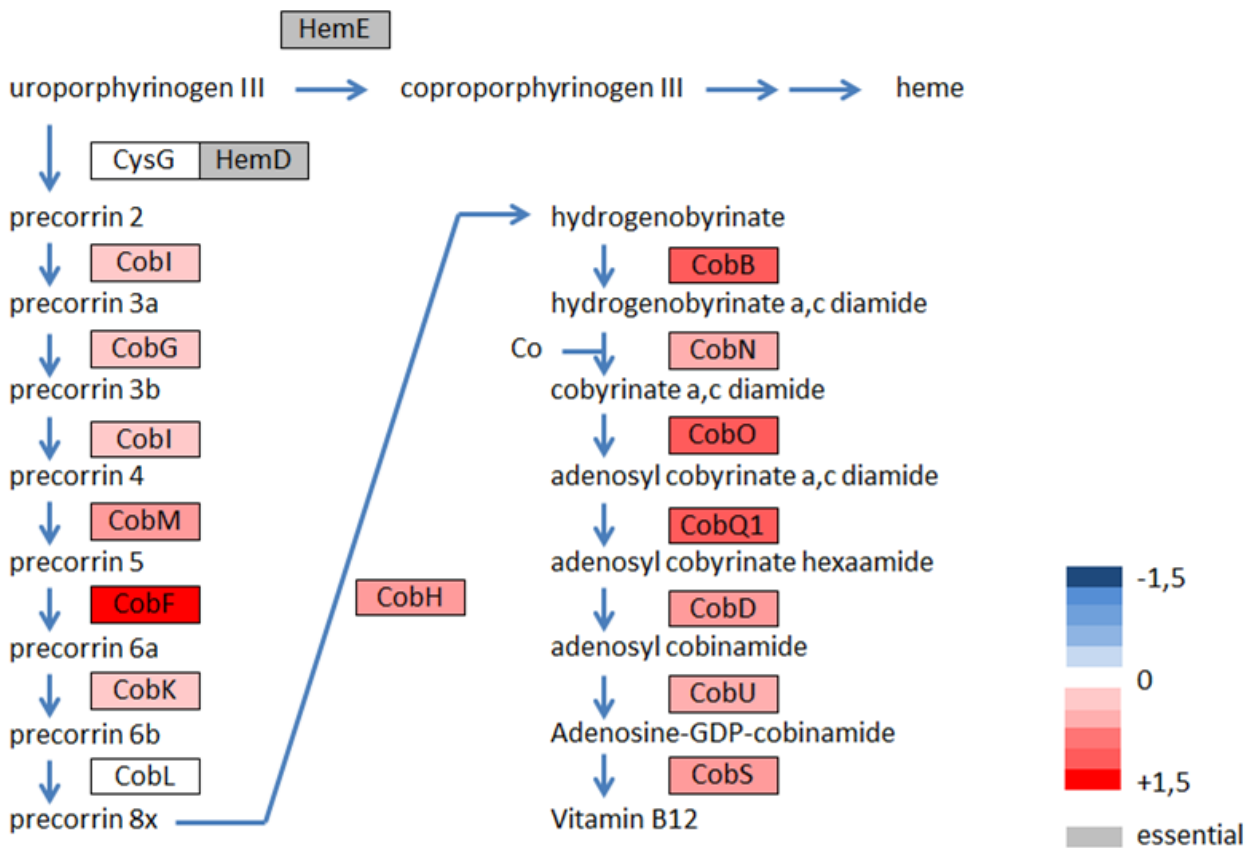 HemE
uroporphyrinogen III coproporphyrinogen III heme
CysG HemD
precorrin 2
CobI
precorrin 3a
CobG
precorrin 3b
CobI
precorrin 4
CobM
precorrin 5
CobF
precorrin 6a
CobK
precorrin 6b
CobL
precorrin 8x
CobH
hydrogenobyrinate
CobB
hydrogenobyrinate a,c diamide
Co CobN
cobyrinate a,c diamide
CobO
adenosyl cobyrinate a,c diamide
CobQ1
adenosyl cobyrinate hexaamide
CobD
adenosyl cobinamide
CobU
Adenosine-GDP-cobinamide
CobS
Vitamin B12
-1,5
0
+1,5
essential